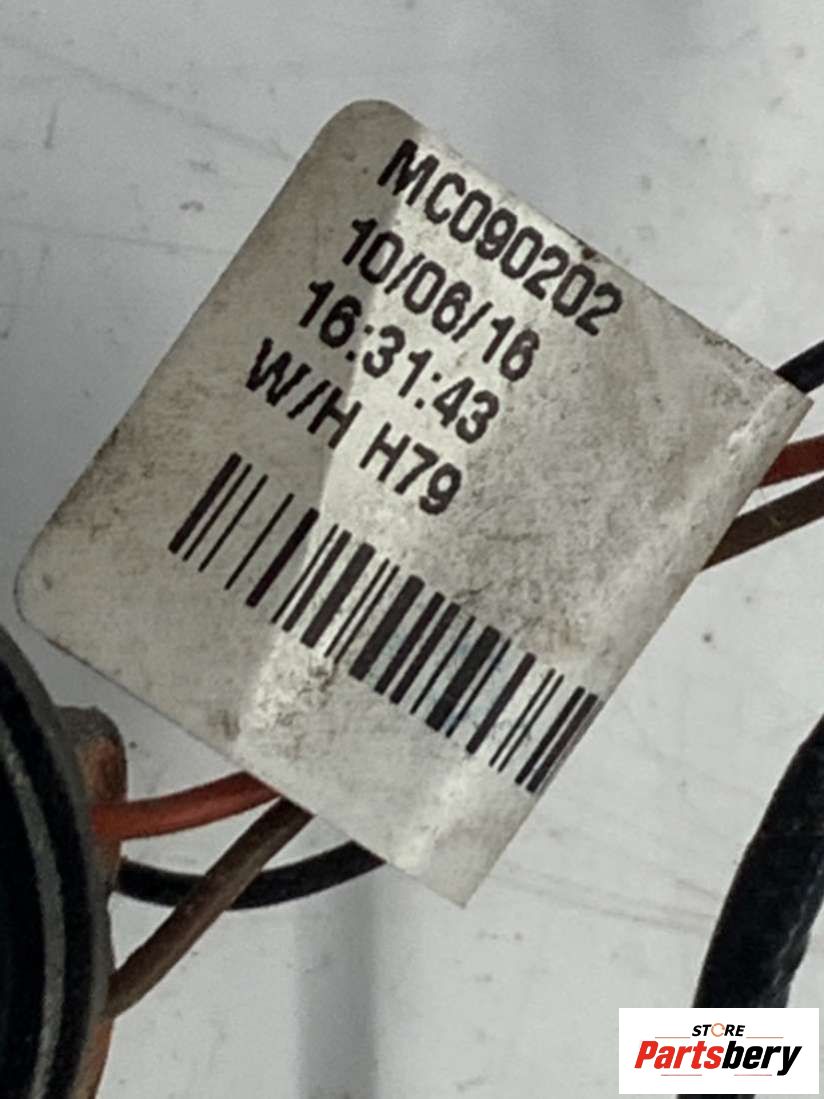 MC090202
10/06/16
16:31:43
W/H H79
STORE
Partsbery